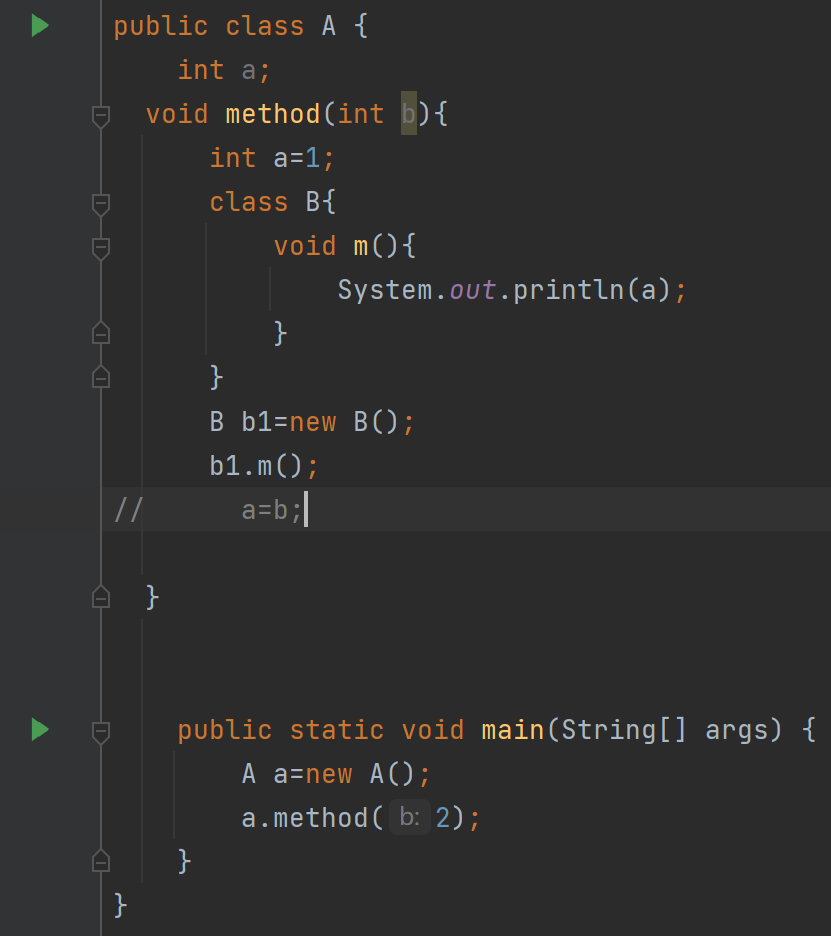 public class A {
    int a;
  void method(int b){
      int a=1;
      class B{
          void m(){
              System.out.println(a);
          }
      }
      B b1=new B();
      b1.m();
//      a=b;
  }
    public static void main(String[] args) {
        A a=new A();
        a.method( b: 2);
    }
}